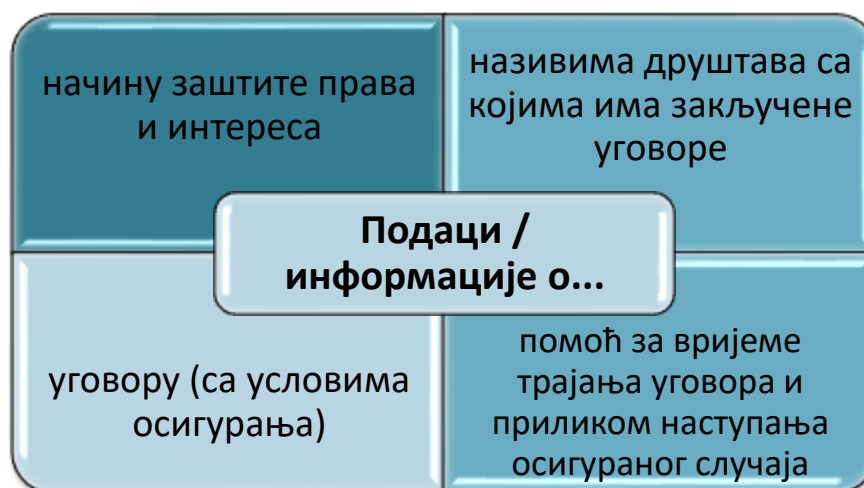 начину заштите права
и интереса
називима друштава са
којима има закључене
уговоре
Подаци /
информације о...
уговору (са условима
осигурања)
помоћ за вријеме
трајања уговора и
приликом наступања
осигураног случаја